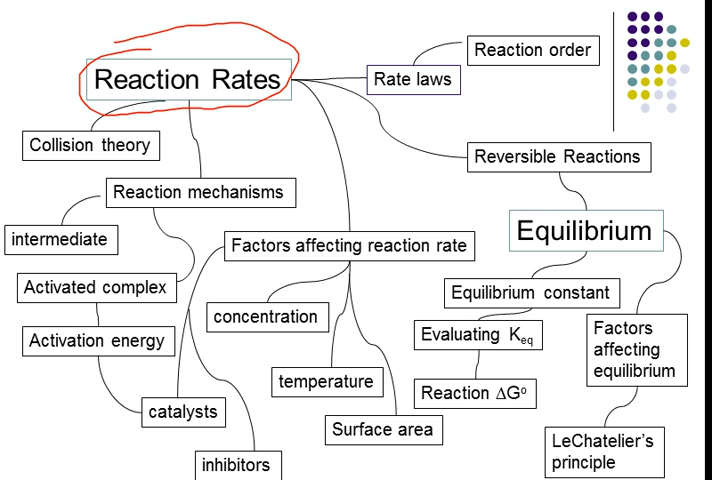 Reaction order
Reaction Rates
Rate laws
Collision theory
Reversible Reactions
Reaction mechanisms
intermediate
Factors affecting reaction rate
Equilibrium
Activated complex
Equilibrium constant
concentration
Activation energy
Evaluating Keq
Factors
affecting
equilibrium
temperature
Reaction ΔGº
catalysts
Surface area
inhibitors
LeChatelier's
principle